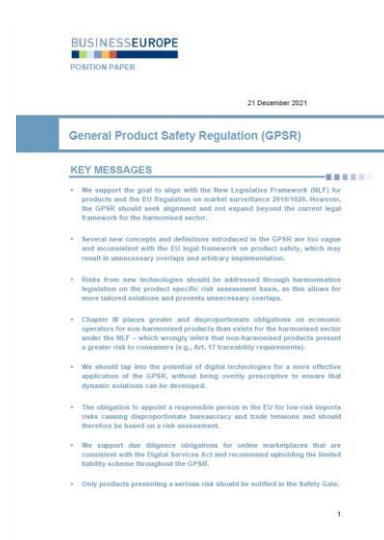 BUSINESSEUROPE
POSITION PAPER
21 December 2021
General Product Safety Regulation (GPSR)
KEY MESSAGES
▪ We support the goal to align with the New Legislative Framework (NLF) for
products and the EU Regulation on market surveillance 2019/1020. However,
the GPSR should seek alignment and not expand beyond the current legal
framework for the harmonised sector.
▪ Several new concepts and definitions introduced in the GPSR are too vague
and inconsistent with the EU legal framework on product safety, which may
result in unnecessary overlaps and arbitrary implementation.
▪ Risks from new technologies should be addressed through harmonisation
legislation on the product specific risk assessment basis, as this allows for
more tailored solutions and prevents unnecessary overlaps.
▪ Chapter III places greater and disproportionate obligations on economic
operators for non-harmonised products than exists for the harmonised sector
under the NLF – which wrongly infers that non-harmonised products present
a greater risk to consumers (e.g., Art. 17 traceability requirements).
▪ We should tap into the potential of digital technologies for a more effective
application of the GPSR, without being overly prescriptive to ensure that
dynamic solutions can be developed.
▪ The obligation to appoint a responsible person in the EU for low-risk imports
risks causing disproportionate bureaucracy and trade tensions and should
therefore be based on a risk-assessment.
▪ We support due diligence obligations for online marketplaces that are
consistent with the Digital Services Act and recommend upholding the limited
liability scheme throughout the GPSR.
▪ Only products presenting a serious risk should be notified in the Safety Gate.
1